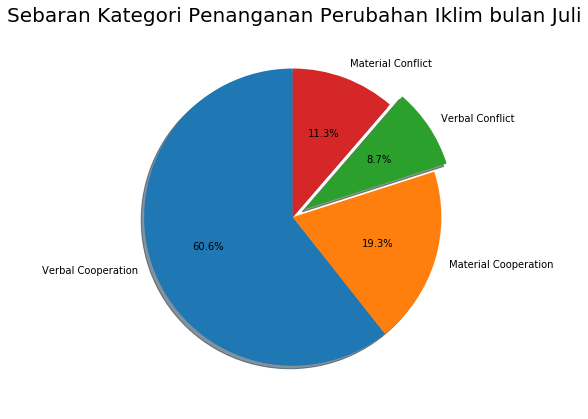 Sebaran Kategori Penanganan Perubahan Iklim bulan Juli
Material Conflict
Verbal Conflict
11.3%
8.7%
60.6%
19.3%
Verbal Cooperation
Material Cooperation